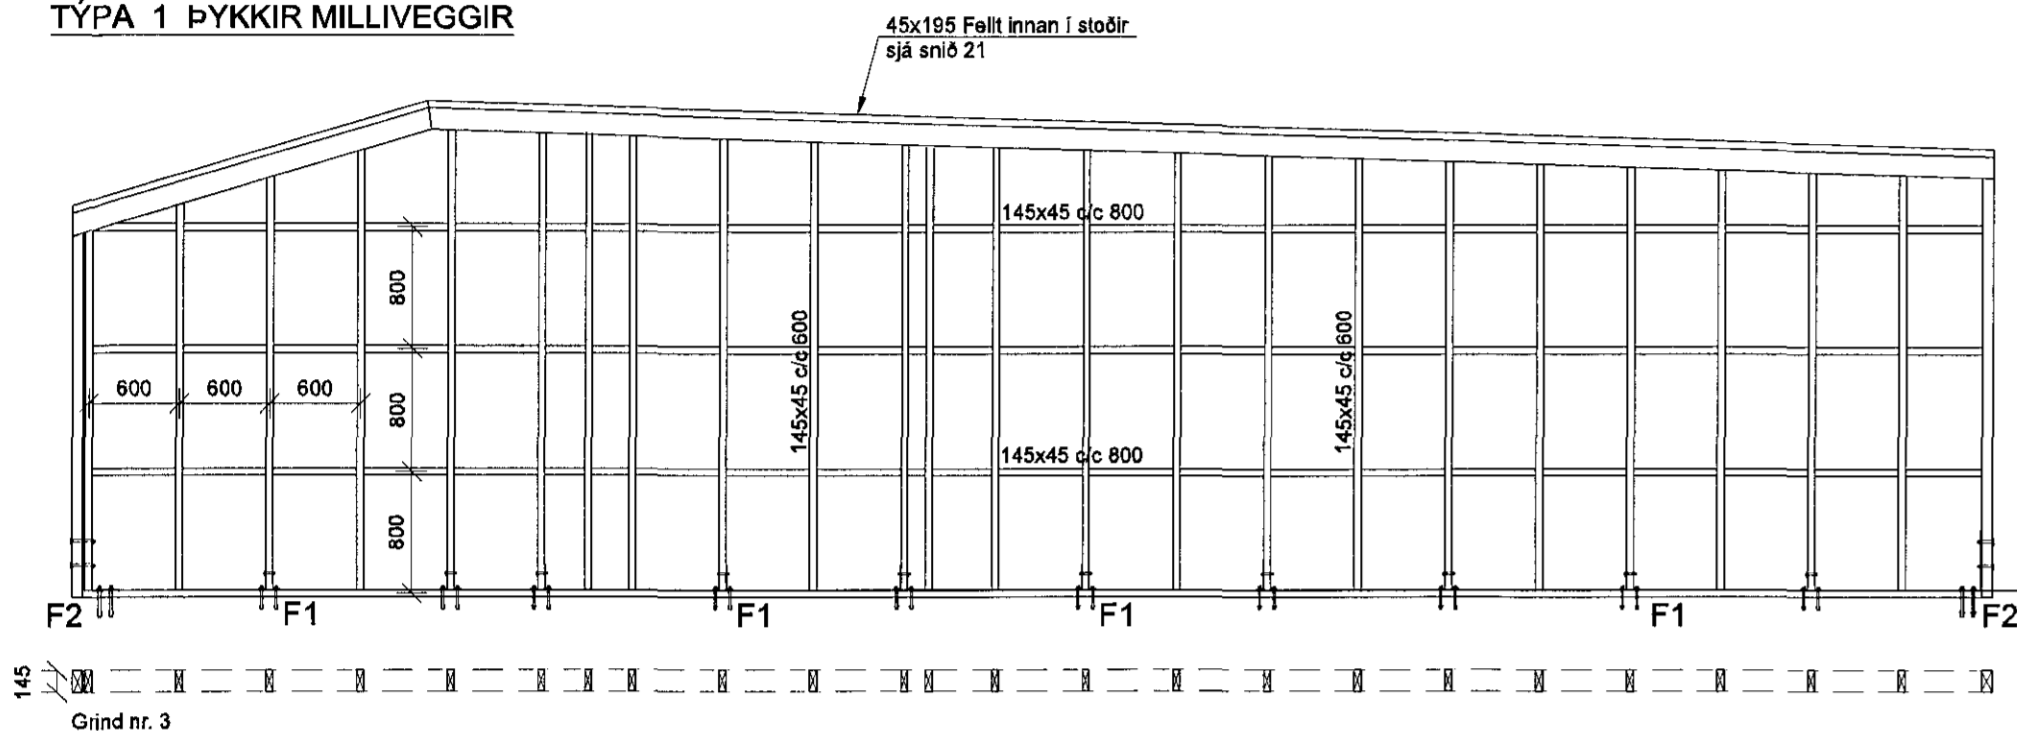 TÝPA 1 ÞYKKIR MILLIVEGGIR
45x195 Fellt innan í stoðir
sjá snið 21
145x45 c/c 800
800
145x45 c/c 600
145x45 c/c 600
600 600 600
800
145x45 c/c 800
800
F2 F1 F1 F1 F1 F2
145
Grind nr. 3